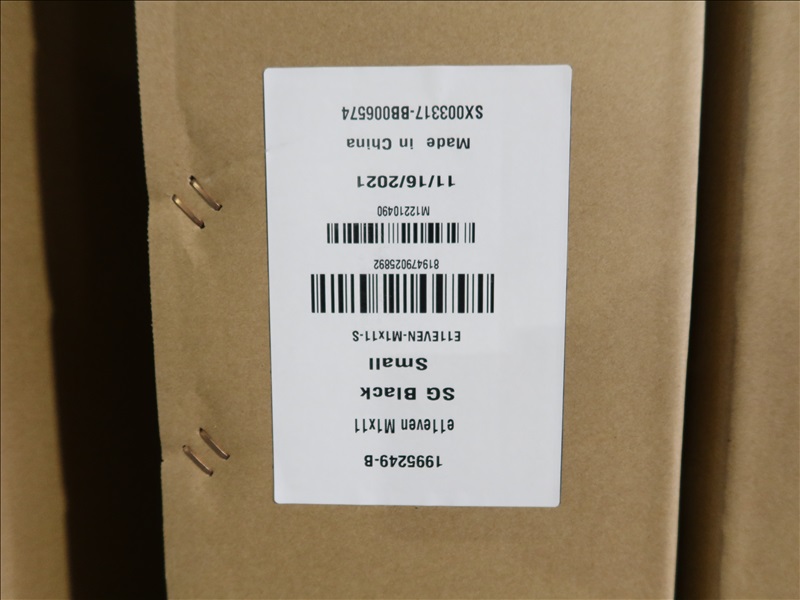 1995249-B
e11even M1x11
SG Black
Small
E11EVEN-M1x11-S
819479025892
M12210490
11/16/2021
Made in China
SX003317-BB006574